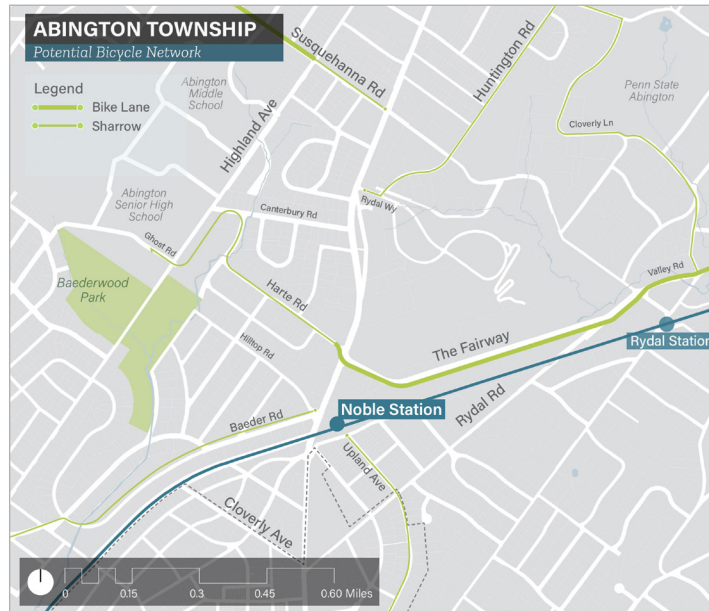 ABINGTON TOWNSHIP
Potential Bicycle Network
Legend
Bike Lane
Sharrow
Abington
Middle
School
Susquehanna Rd
Huntington Rd
Penn State
Abington
Cloverly Ln
Highland Ave
Abington
Senior High
School
Canterbury Rd
Rydal Wy
Ghost Rd
Baederwood
Park
Harte Rd
Valley Rd
Hilltop Rd
The Fairway
Rydal Station
Rydal Rd
Noble Station
Baeder Rd
Upland Ave
Cloverly Ave
0 0.15 0.3 0.45 0.60 Miles